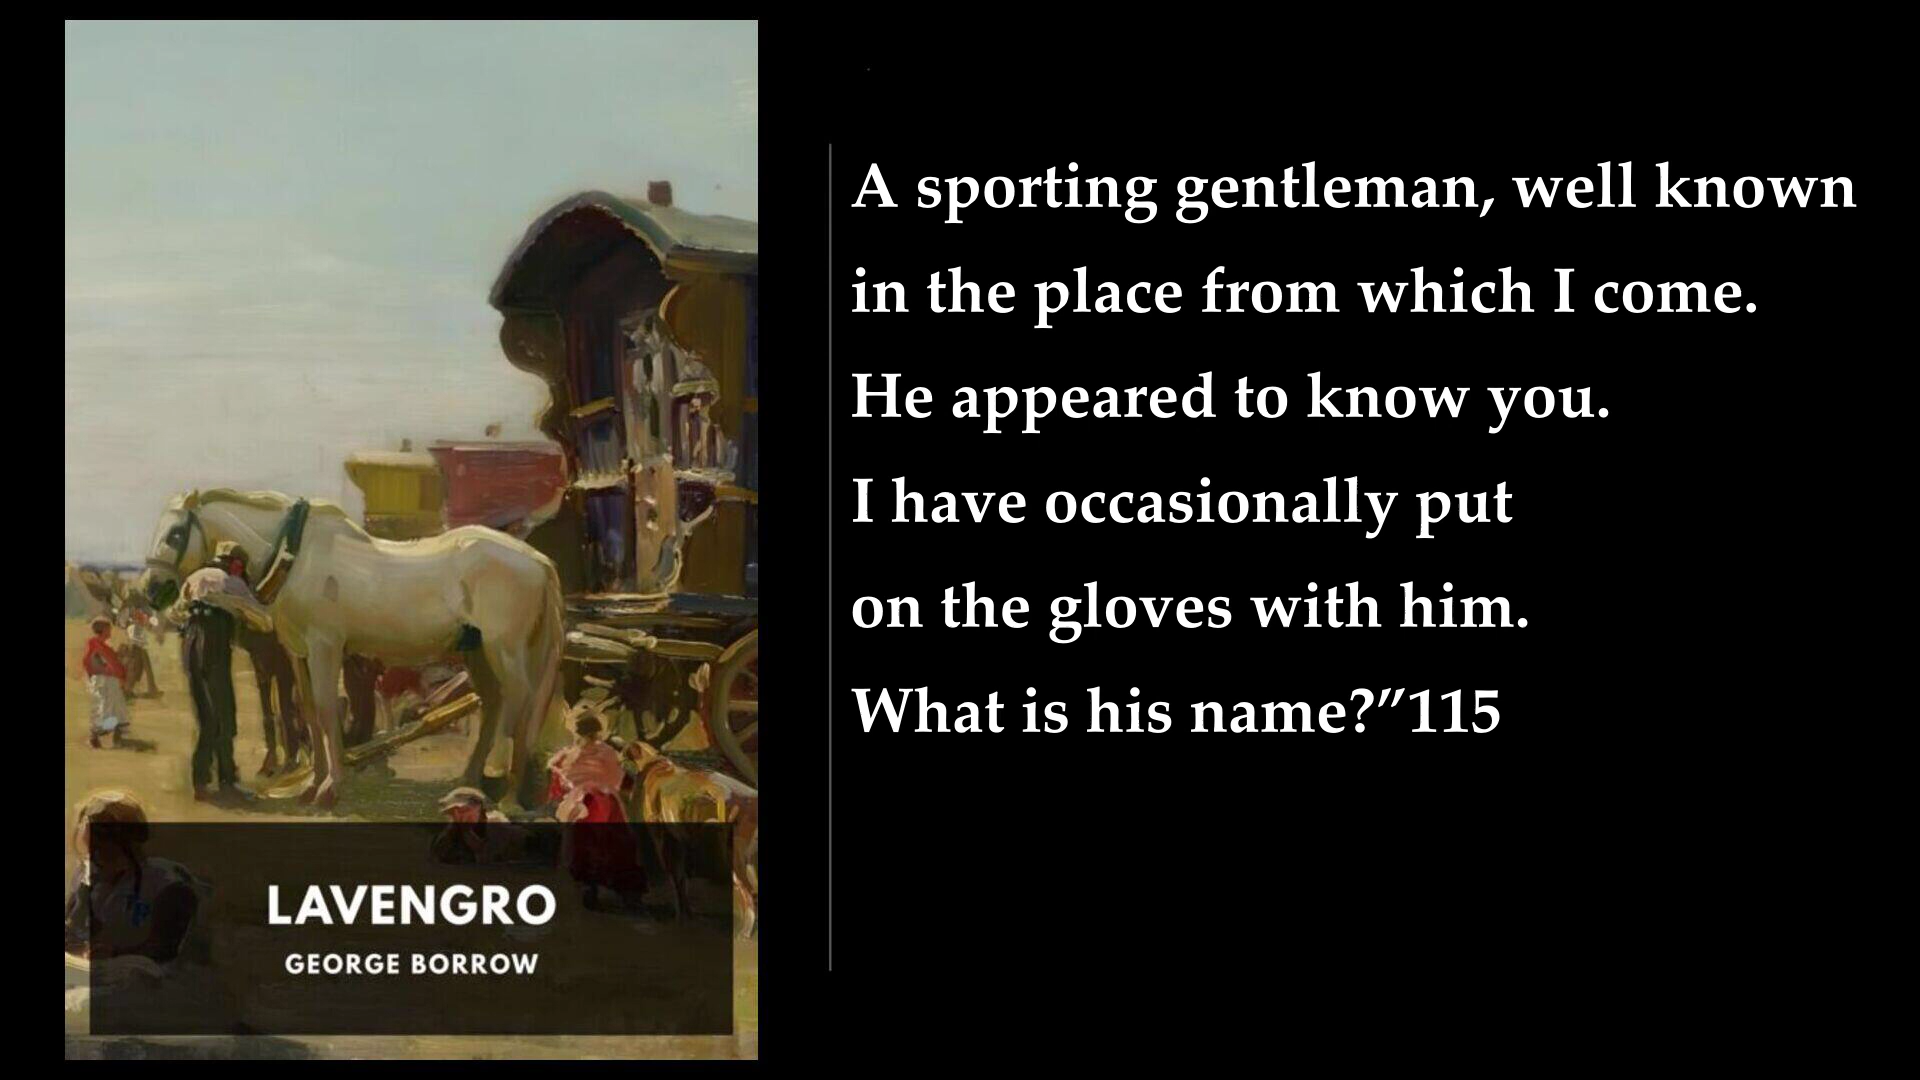 A sporting gentleman, well known
in the place from which I come.
He appeared to know you.
I have occasionally put
on the gloves with him.
What is his name?”115
LAVENGRO
GEORGE BORROW